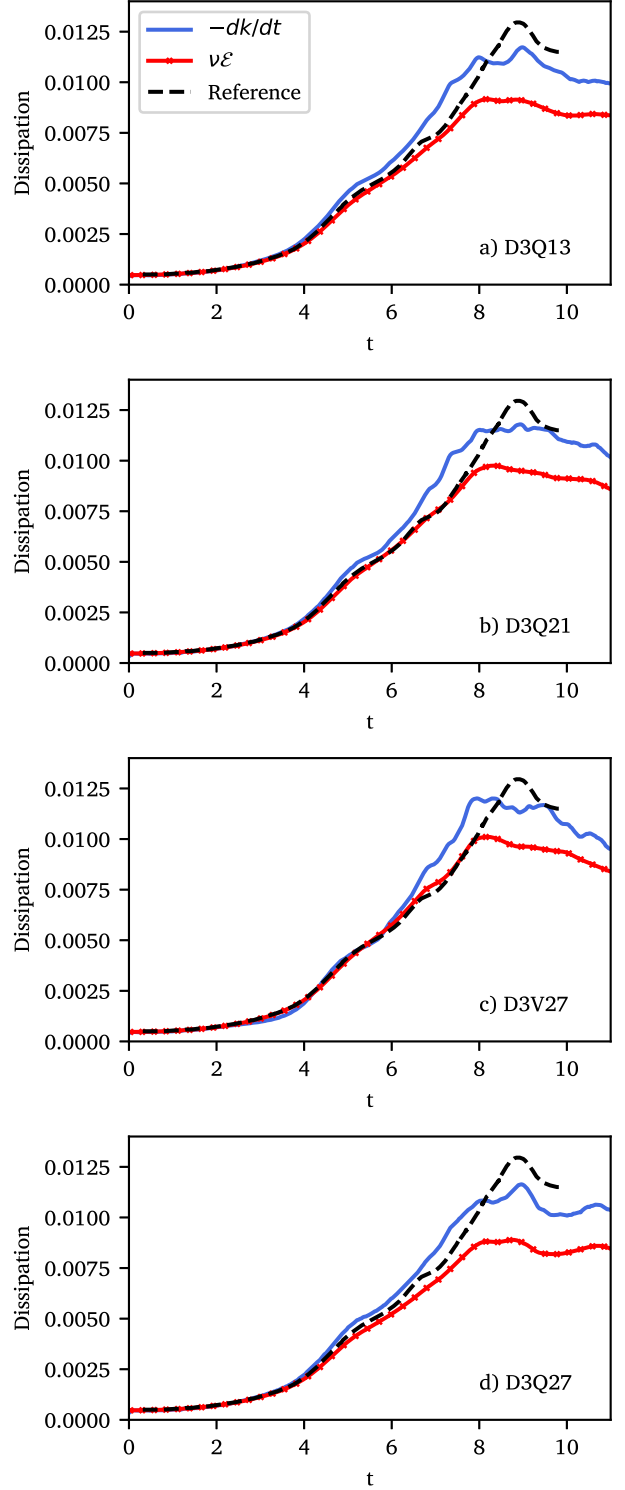 −dk/dt
νℰ
Reference
0.0125
0.0100
0.0075
0.0050
0.0025
0.0000
Dissipation
a) D3Q13
0 2 4 6 8 10
t
0.0125
0.0100
0.0075
0.0050
0.0025
0.0000
Dissipation
b) D3Q21
0 2 4 6 8 10
t
0.0125
0.0100
0.0075
0.0050
0.0025
0.0000
Dissipation
c) D3V27
0 2 4 6 8 10
t
0.0125
0.0100
0.0075
0.0050
0.0025
0.0000
Dissipation
d) D3Q27
0 2 4 6 8 10
t